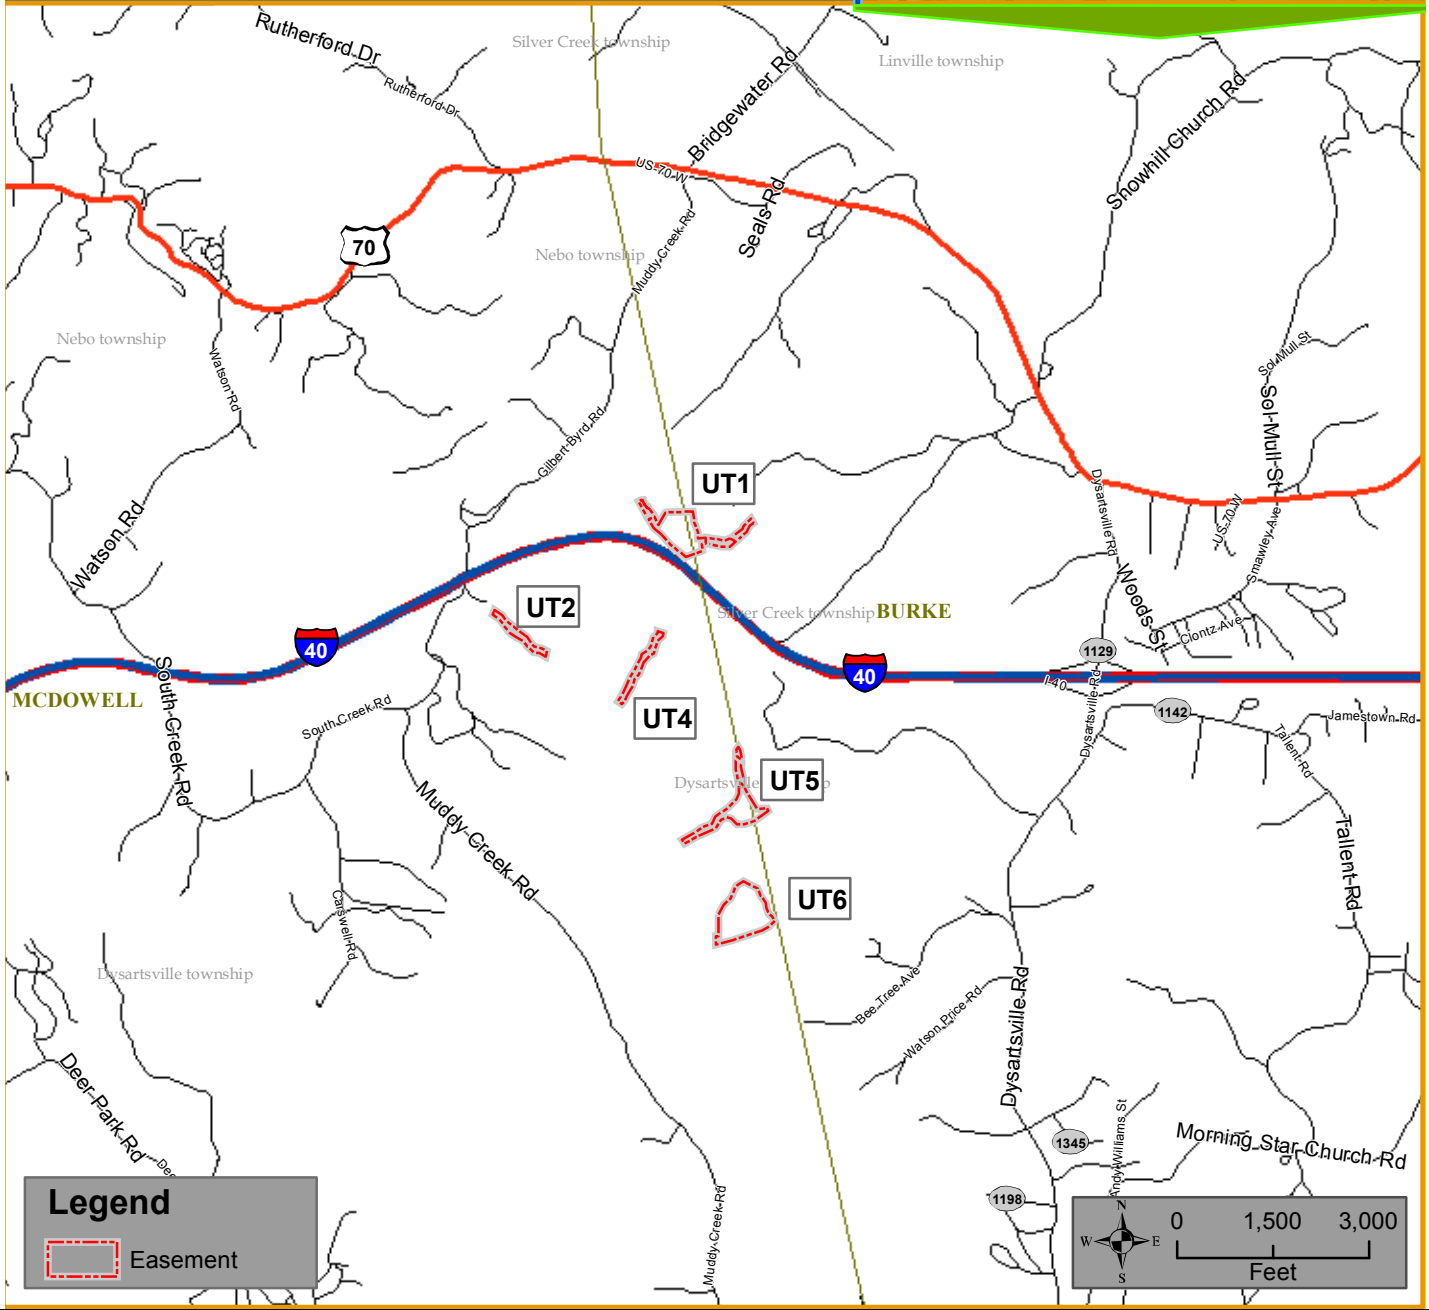 Rutherford Dr
Silver Creek township
Linville township
Rutherford Dr
Bridgewater Rd
Snowhill Church Rd
US-70-W
Seals Rd
Muddy-Creek-Rd
70
Nebo township
Nebo township
Watson Rd
Sol-Mull-St
Sol-Mull-St
Gilbert-Byrd-Rd
UT1
Dysartsville Rd
US-70-W
Smawley-Ave
Watson Rd
Woods St
UT2
Silver Creek township
BURKE
Clontz-Ave
40
1129
40
I-40
MCDOWELL
South-Creek-Rd
South-Creek-Rd
UT4
Dysartsville-Rd
1142
Jamestown-Rd
Tallent-Rd
Dysartsville
p
UT5
Muddy-Creek-Rd
Tallent-Rd
UT6
Carswell-Rd
Dysartsville township
Bee-Tree-Ave
Watson-Price-Rd
Dysartsville-Rd
Deer-Park-Rd
Dee
1345
Andy-Williams St
Morning Star Church Rd
1198
Muddy-Creek-Rd
Legend
Easement
N
W
E
S
0 1,500 3,000
Feet